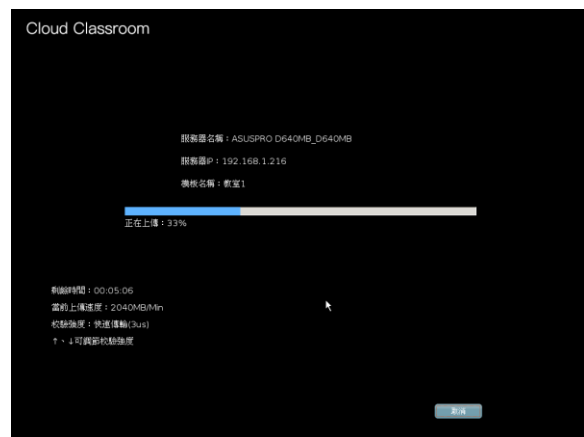 Cloud Classroom
服務器名稱：ASUSPRO D640MB_D640MB
服務器IP：192.168.1.216
模板名稱：教室1
正在上傳：33%
剩餘時間：00:05:06
當前上傳速度：2040MB/Min
校驗強度：快速傳輸(3us)
↑、↓可調節校驗強度
取消